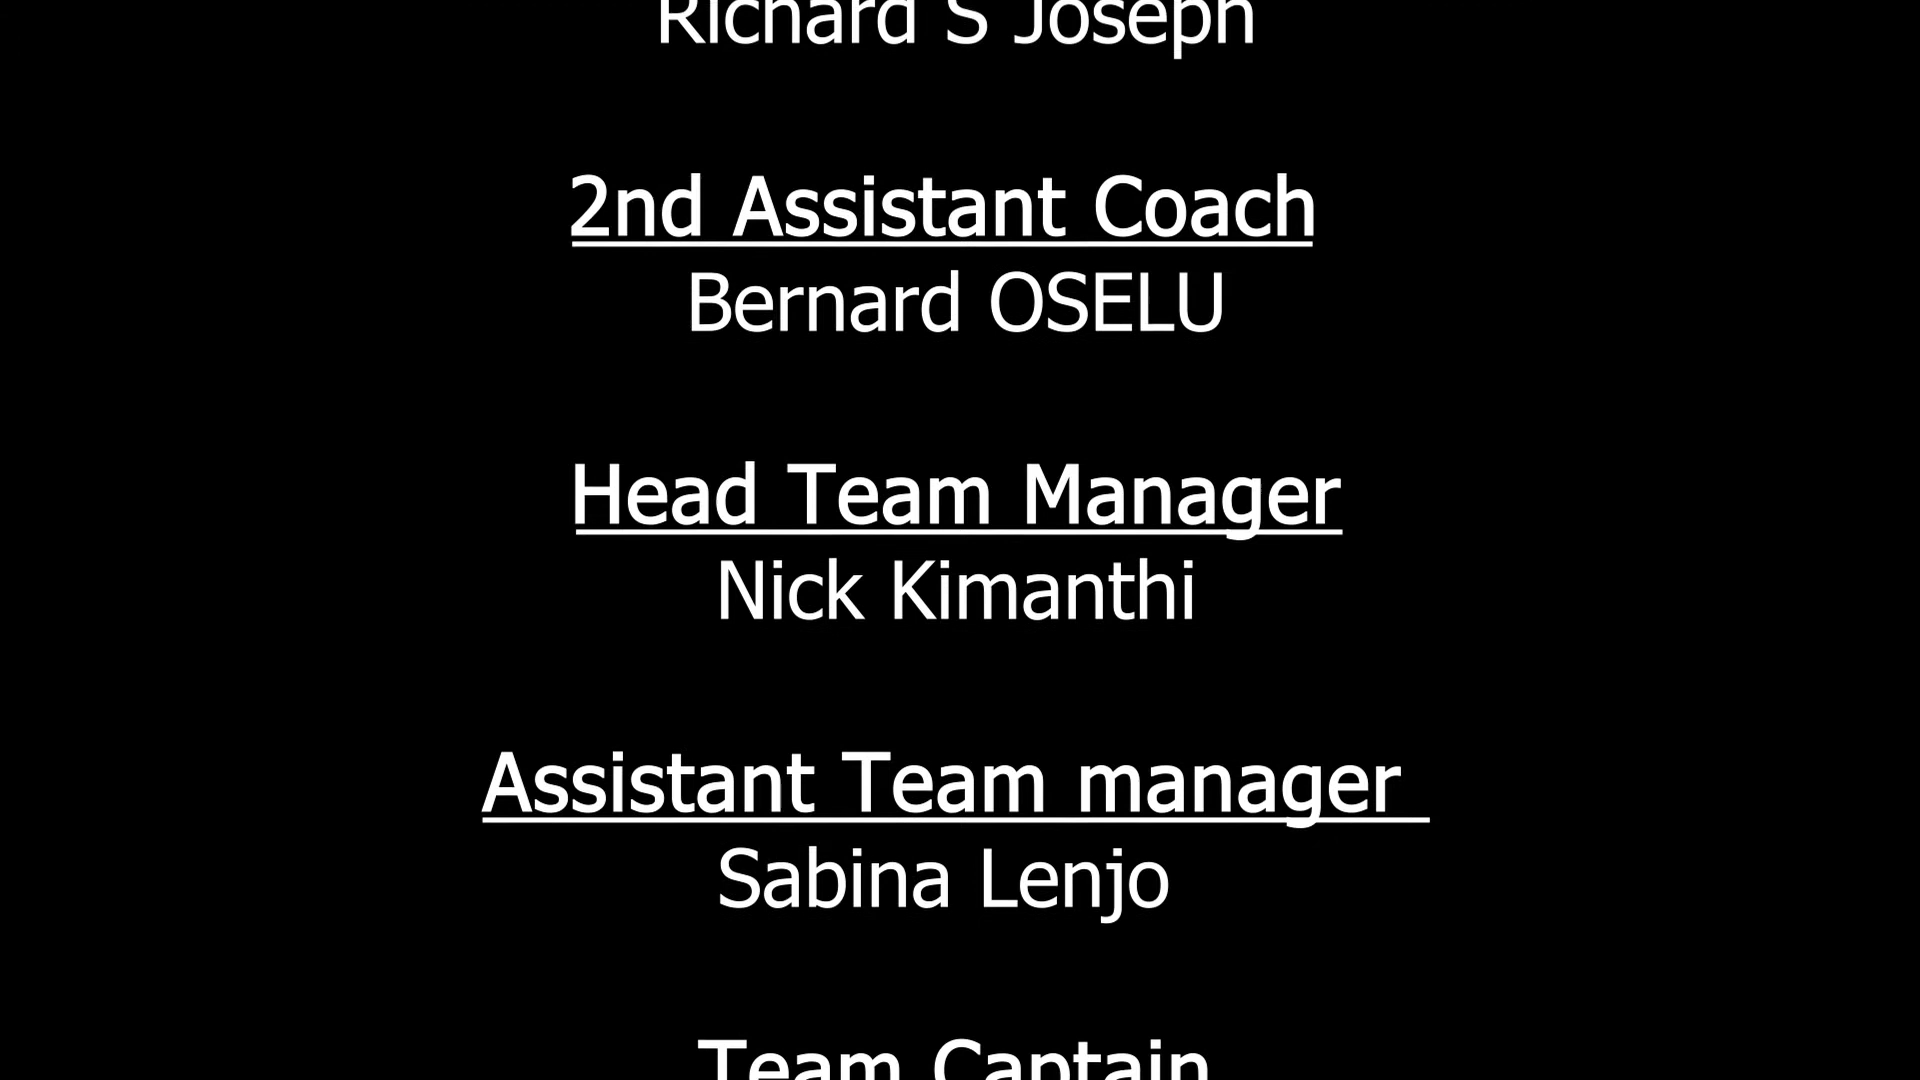 Richard S Joseph
2nd Assistant Coach
Bernard OSELU
Head Team Manager
Nick Kimanthi
Assistant Team manager
Sabina Lenjo
Team Captain